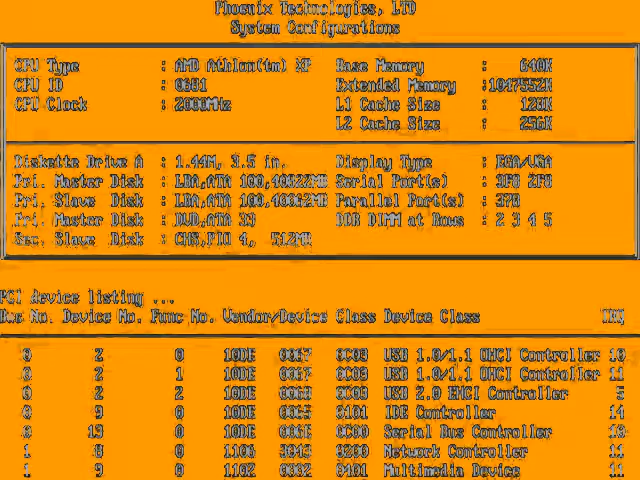 Phoenix Technologies, LTD
System Configurations
CPU Type : AMD Athlon(tm) XP Base Memory : 640K
CPU ID : 0681 Extended Memory : 1047552K
CPU Clock : 2000MHz L1 Cache Size : 128K
L2 Cache Size : 256K
Diskette Drive A : 1.44M, 3.5 in. Display Type : EGA/VGA
Pri. Master Disk : LBA,ATA 100, Serial Port(s) : 3F8 2F8
Pri. Slave Disk : LBA,ATA 100, Parallel Port(s) : 378
Pri. Master Disk : DVD,ATA 33 DDR DIMM at Rows : 2 3 4 5
Sec. Slave Disk : CHS,PIO 4, 512MB
PCI device listing ...
Bus No. Device No. Func No. Vendor/Device Class Device Class IRQ
0 2 0 10DE 0067 0C03 USB 1.0/1.1 OHCI Controller 10
0 2 1 10DE 0067 0C03 USB 1.0/1.1 OHCI Controller 11
0 2 2 10DE 0068 0C03 USB 2.0 EHCI Controller 5
0 9 0 10DE 0065 0101 IDE Controller 14
0 13 0 10DE 0C00 Serial Bus Controller
1 8 0 1106 0200 Network Controller 11
1 9 0 1102 0002 0401 Multimedia Device 11